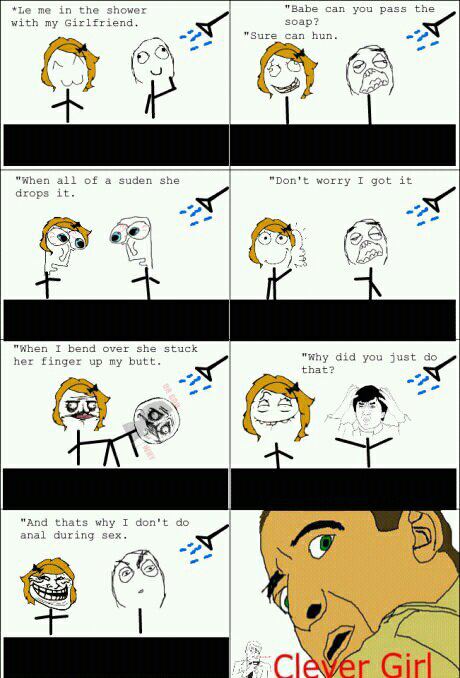 *Le me in the shower
with my Girlfriend.
"Babe can you pass the
soap?
"Sure can hun.
"When all of a suden she
drops it.
"Don't worry I got it
"When I bend over she stuck
her finger up my butt.
"Why did you just do
that?
"And thats why I don't do
anal during sex.
Clever Girl